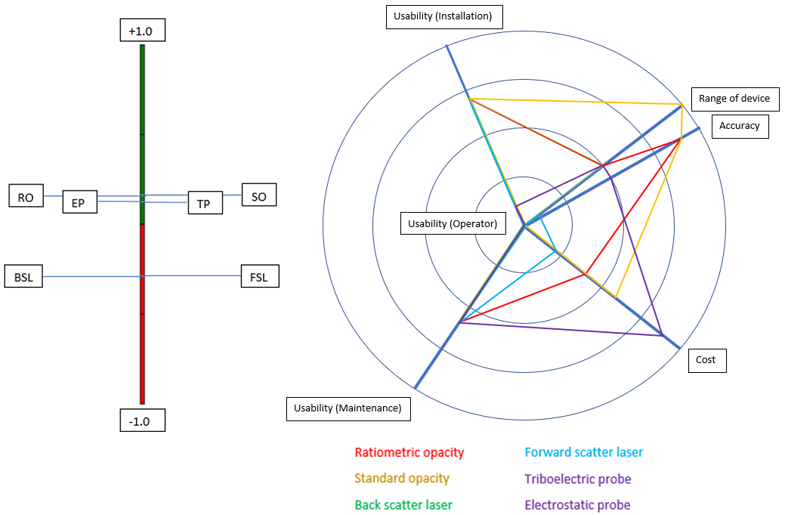 Usability (Installation)
+1.0
Range of device
Accuracy
RO
EP
TP
SO
Usability (Operator)
BSL
FSL
Cost
Usability (Maintenance)
-1.0
Ratiometric opacity
Forward scatter laser
Standard opacity
Triboelectric probe
Back scatter laser
Electrostatic probe